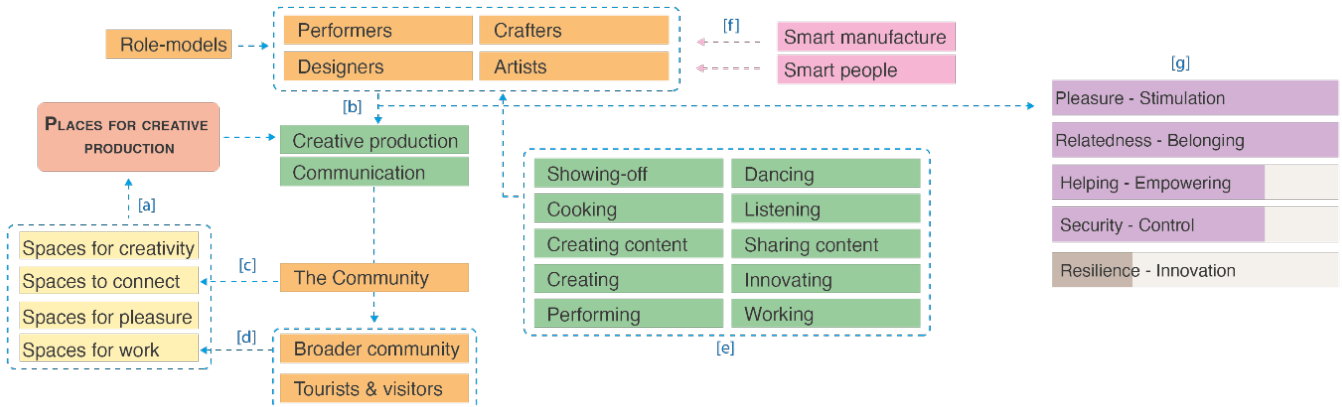 Role-models
Performers
Crafters
Designers
Artists
[f]
Smart manufacture
Smart people
[g]
Pleasure - Stimulation
Relatedness - Belonging
Helping - Empowering
Security - Control
Resilience - Innovation
[b]
PLACES FOR CREATIVE
PRODUCTION
Creative production
Communication
[a]
Spaces for creativity
Spaces to connect
Spaces for pleasure
Spaces for work
[c]
The Community
[d]
Broader community
Tourists & visitors
Showing-off
Dancing
Cooking
Listening
Creating content
Sharing content
Creating
Innovating
Performing
Working
[e]